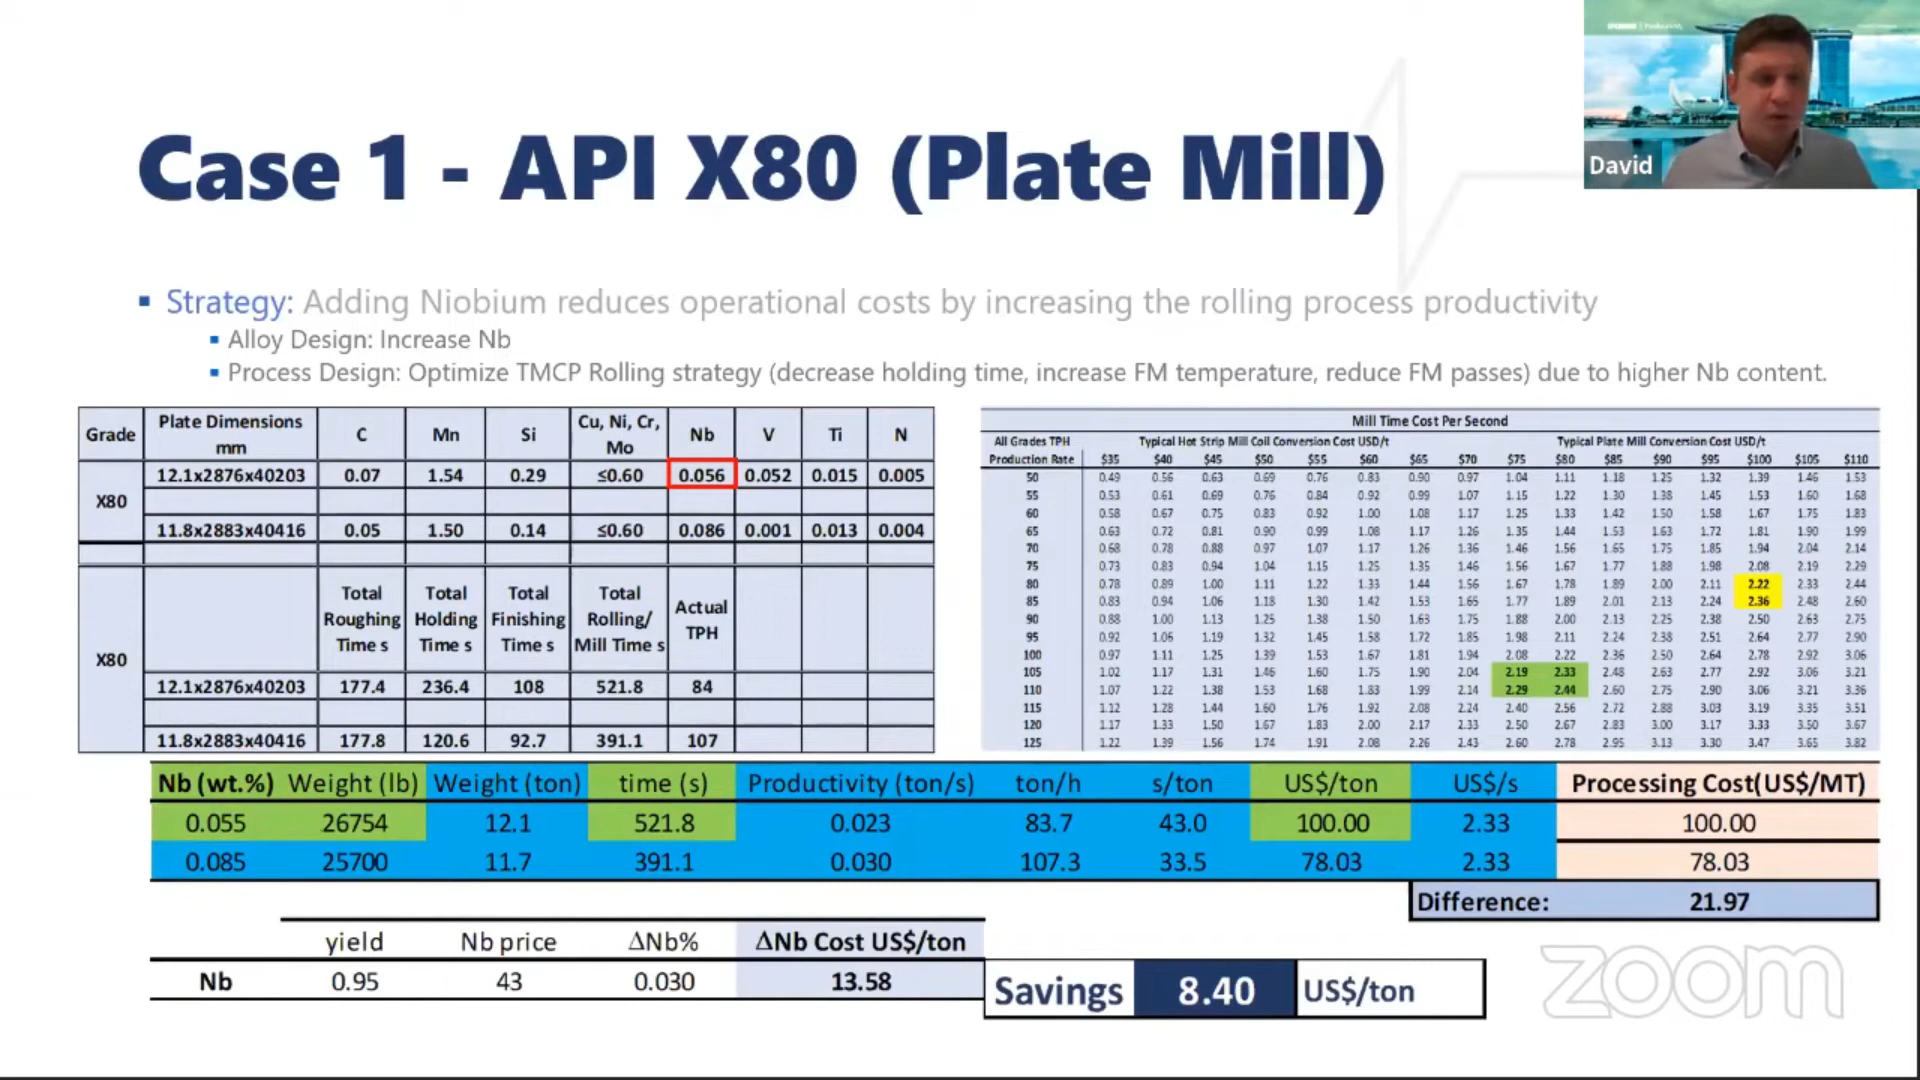 David
Case 1 - API X80 (Plate Mill)
Strategy: Adding Niobium reduces operational costs by increasing the rolling process productivity
Alloy Design: Increase Nb
Process Design: Optimize TMCP Rolling strategy (decrease holding time, increase FM temperature, reduce FM passes) due to higher Nb content.
Grade Plate Dimensions mm C Mn Si Cu, Ni, Cr, Mo Nb V Ti N
X80
12.1x2876x40203 0.07 1.54 0.29 ≤0.60 0.056 0.052 0.015 0.005
11.8x2883x40416 0.05 1.50 0.14 ≤0.60 0.086 0.001 0.013 0.004
Total Roughing Time s Total Holding Time s Total Finishing Time s Total Rolling/ Mill Time s Actual TPH
X80
12.1x2876x40203 177.4 236.4 108 521.8 84
11.8x2883x40416 177.8 120.6 92.7 391.1 107
Mill Time Cost Per Second
All Grades TPH Typical Hot Strip Mill Coil Conversion Cost USD/t Typical Plate Mill Conversion Cost USD/t
Production Rate $35 $40 $45 $50 $55 $60 $65 $70 $75 $80 $85 $90 $95 $100 $105 $110
50 0.49 0.56 0.63 0.69 0.76 0.83 0.90 0.97 1.04 1.11 1.18 1.25 1.32 1.39 1.46 1.53
55 0.53 0.61 0.69 0.76 0.84 0.92 0.99 1.07 1.15 1.22 1.30 1.38 1.45 1.53 1.60 1.68
60 0.58 0.67 0.75 0.83 0.92 1.00 1.08 1.17 1.25 1.33 1.42 1.50 1.58 1.67 1.75 1.83
65 0.63 0.72 0.81 0.90 0.99 1.08 1.17 1.26 1.35 1.44 1.53 1.63 1.72 1.81 1.90 1.99
70 0.68 0.78 0.88 0.97 1.07 1.17 1.26 1.36 1.46 1.56 1.65 1.75 1.85 1.94 2.04 2.14
75 0.73 0.83 0.94 1.04 1.15 1.25 1.35 1.46 1.56 1.67 1.77 1.88 1.98 2.08 2.19 2.29
80 0.78 0.89 1.00 1.11 1.22 1.33 1.44 1.56 1.67 1.78 1.89 2.00 2.11 2.22 2.33 2.44
85 0.83 0.94 1.06 1.18 1.30 1.42 1.53 1.65 1.77 1.89 2.01 2.13 2.24 2.36 2.48 2.60
90 0.88 1.00 1.13 1.25 1.38 1.50 1.63 1.75 1.88 2.00 2.13 2.25 2.38 2.50 2.63 2.75
95 0.92 1.06 1.19 1.32 1.45 1.58 1.72 1.85 1.98 2.11 2.24 2.38 2.51 2.64 2.77 2.90
100 0.97 1.11 1.25 1.39 1.53 1.67 1.81 1.94 2.08 2.22 2.36 2.50 2.64 2.78 2.92 3.06
105 1.02 1.17 1.31 1.46 1.60 1.75 1.90 2.04 2.19 2.33 2.48 2.63 2.77 2.92 3.06 3.21
110 1.07 1.22 1.38 1.53 1.68 1.83 1.99 2.14 2.29 2.44 2.60 2.75 2.90 3.06 3.21 3.36
115 1.12 1.28 1.44 1.60 1.76 1.92 2.08 2.24 2.40 2.56 2.72 2.88 3.03 3.19 3.35 3.51
120 1.17 1.33 1.50 1.67 1.83 2.00 2.17 2.33 2.50 2.67 2.83 3.00 3.17 3.33 3.50 3.67
125 1.22 1.39 1.56 1.74 1.91 2.08 2.26 2.43 2.60 2.78 2.95 3.13 3.30 3.47 3.65 3.82
Nb (wt.%) Weight (lb) Weight (ton) time (s) Productivity (ton/s) ton/h s/ton US$/ton US$/s Processing Cost(US$/MT)
0.055 26754 12.1 521.8 0.023 83.7 43.0 100.00 2.33 100.00
0.085 25700 11.7 391.1 0.030 107.3 33.5 78.03 2.33 78.03
Difference: 21.97
yield Nb price ΔNb% ΔNb Cost US$/ton
Nb 0.95 43 0.030 13.58
Savings 8.40 US$/ton
zoom